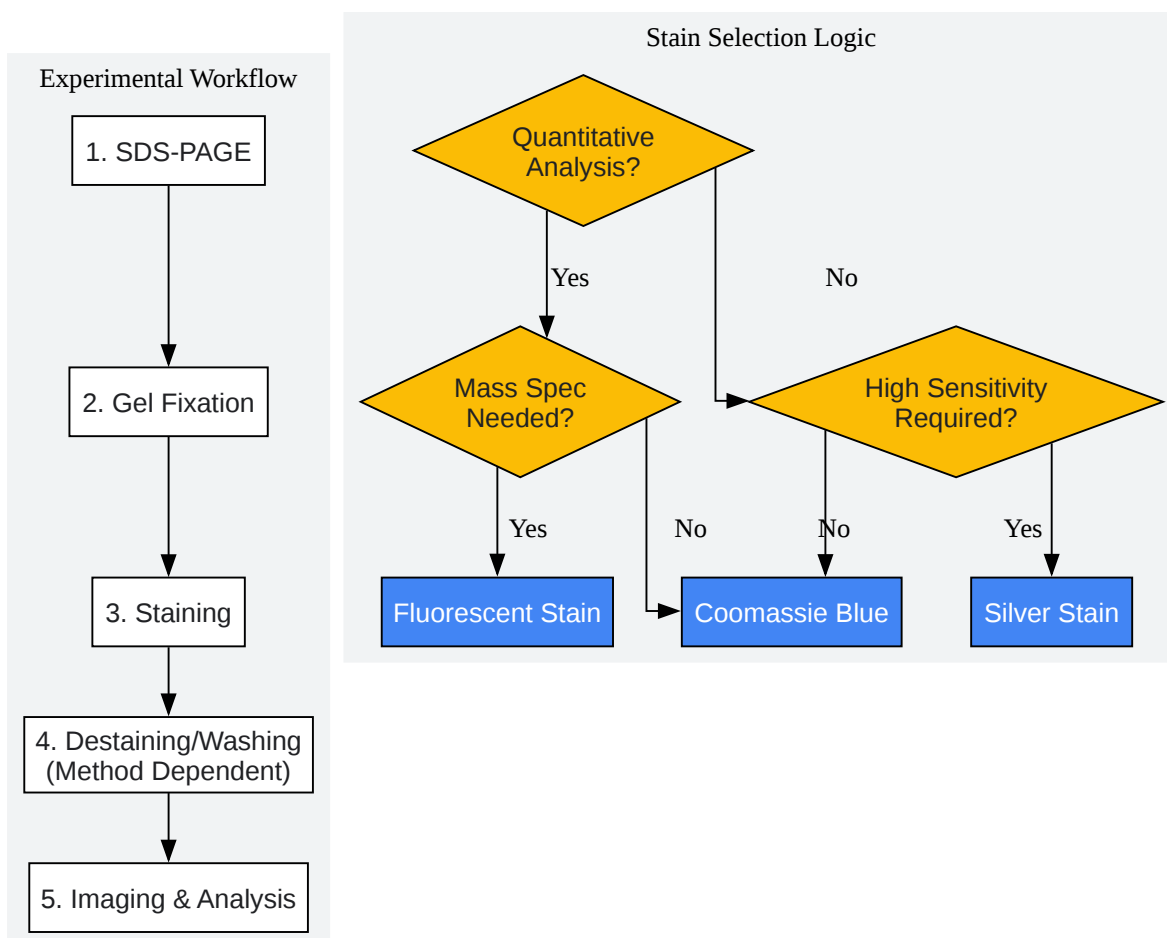 Experimental Workflow
1. SDS-PAGE
2. Gel Fixation
3. Staining
4. Destaining/Washing
(Method Dependent)
5. Imaging & Analysis
Stain Selection Logic
Quantitative
Analysis?
Yes
No
Mass Spec
Needed?
High Sensitivity
Required?
Yes
No
No
Yes
Fluorescent Stain
Coomassie Blue
Silver Stain